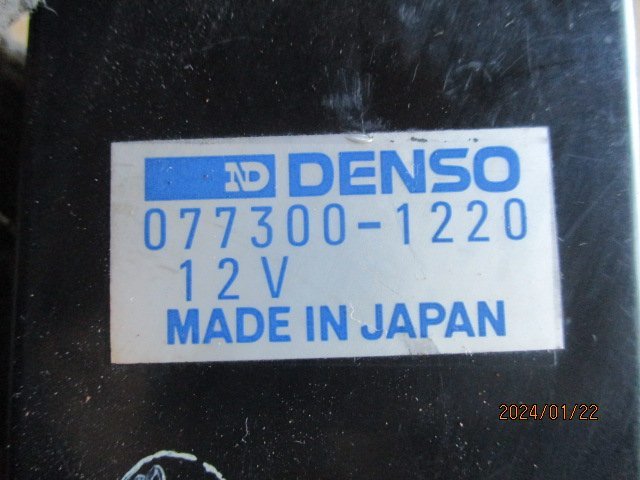 ND DENSO
077300-1220
12V
MADE IN JAPAN
2024/01/22